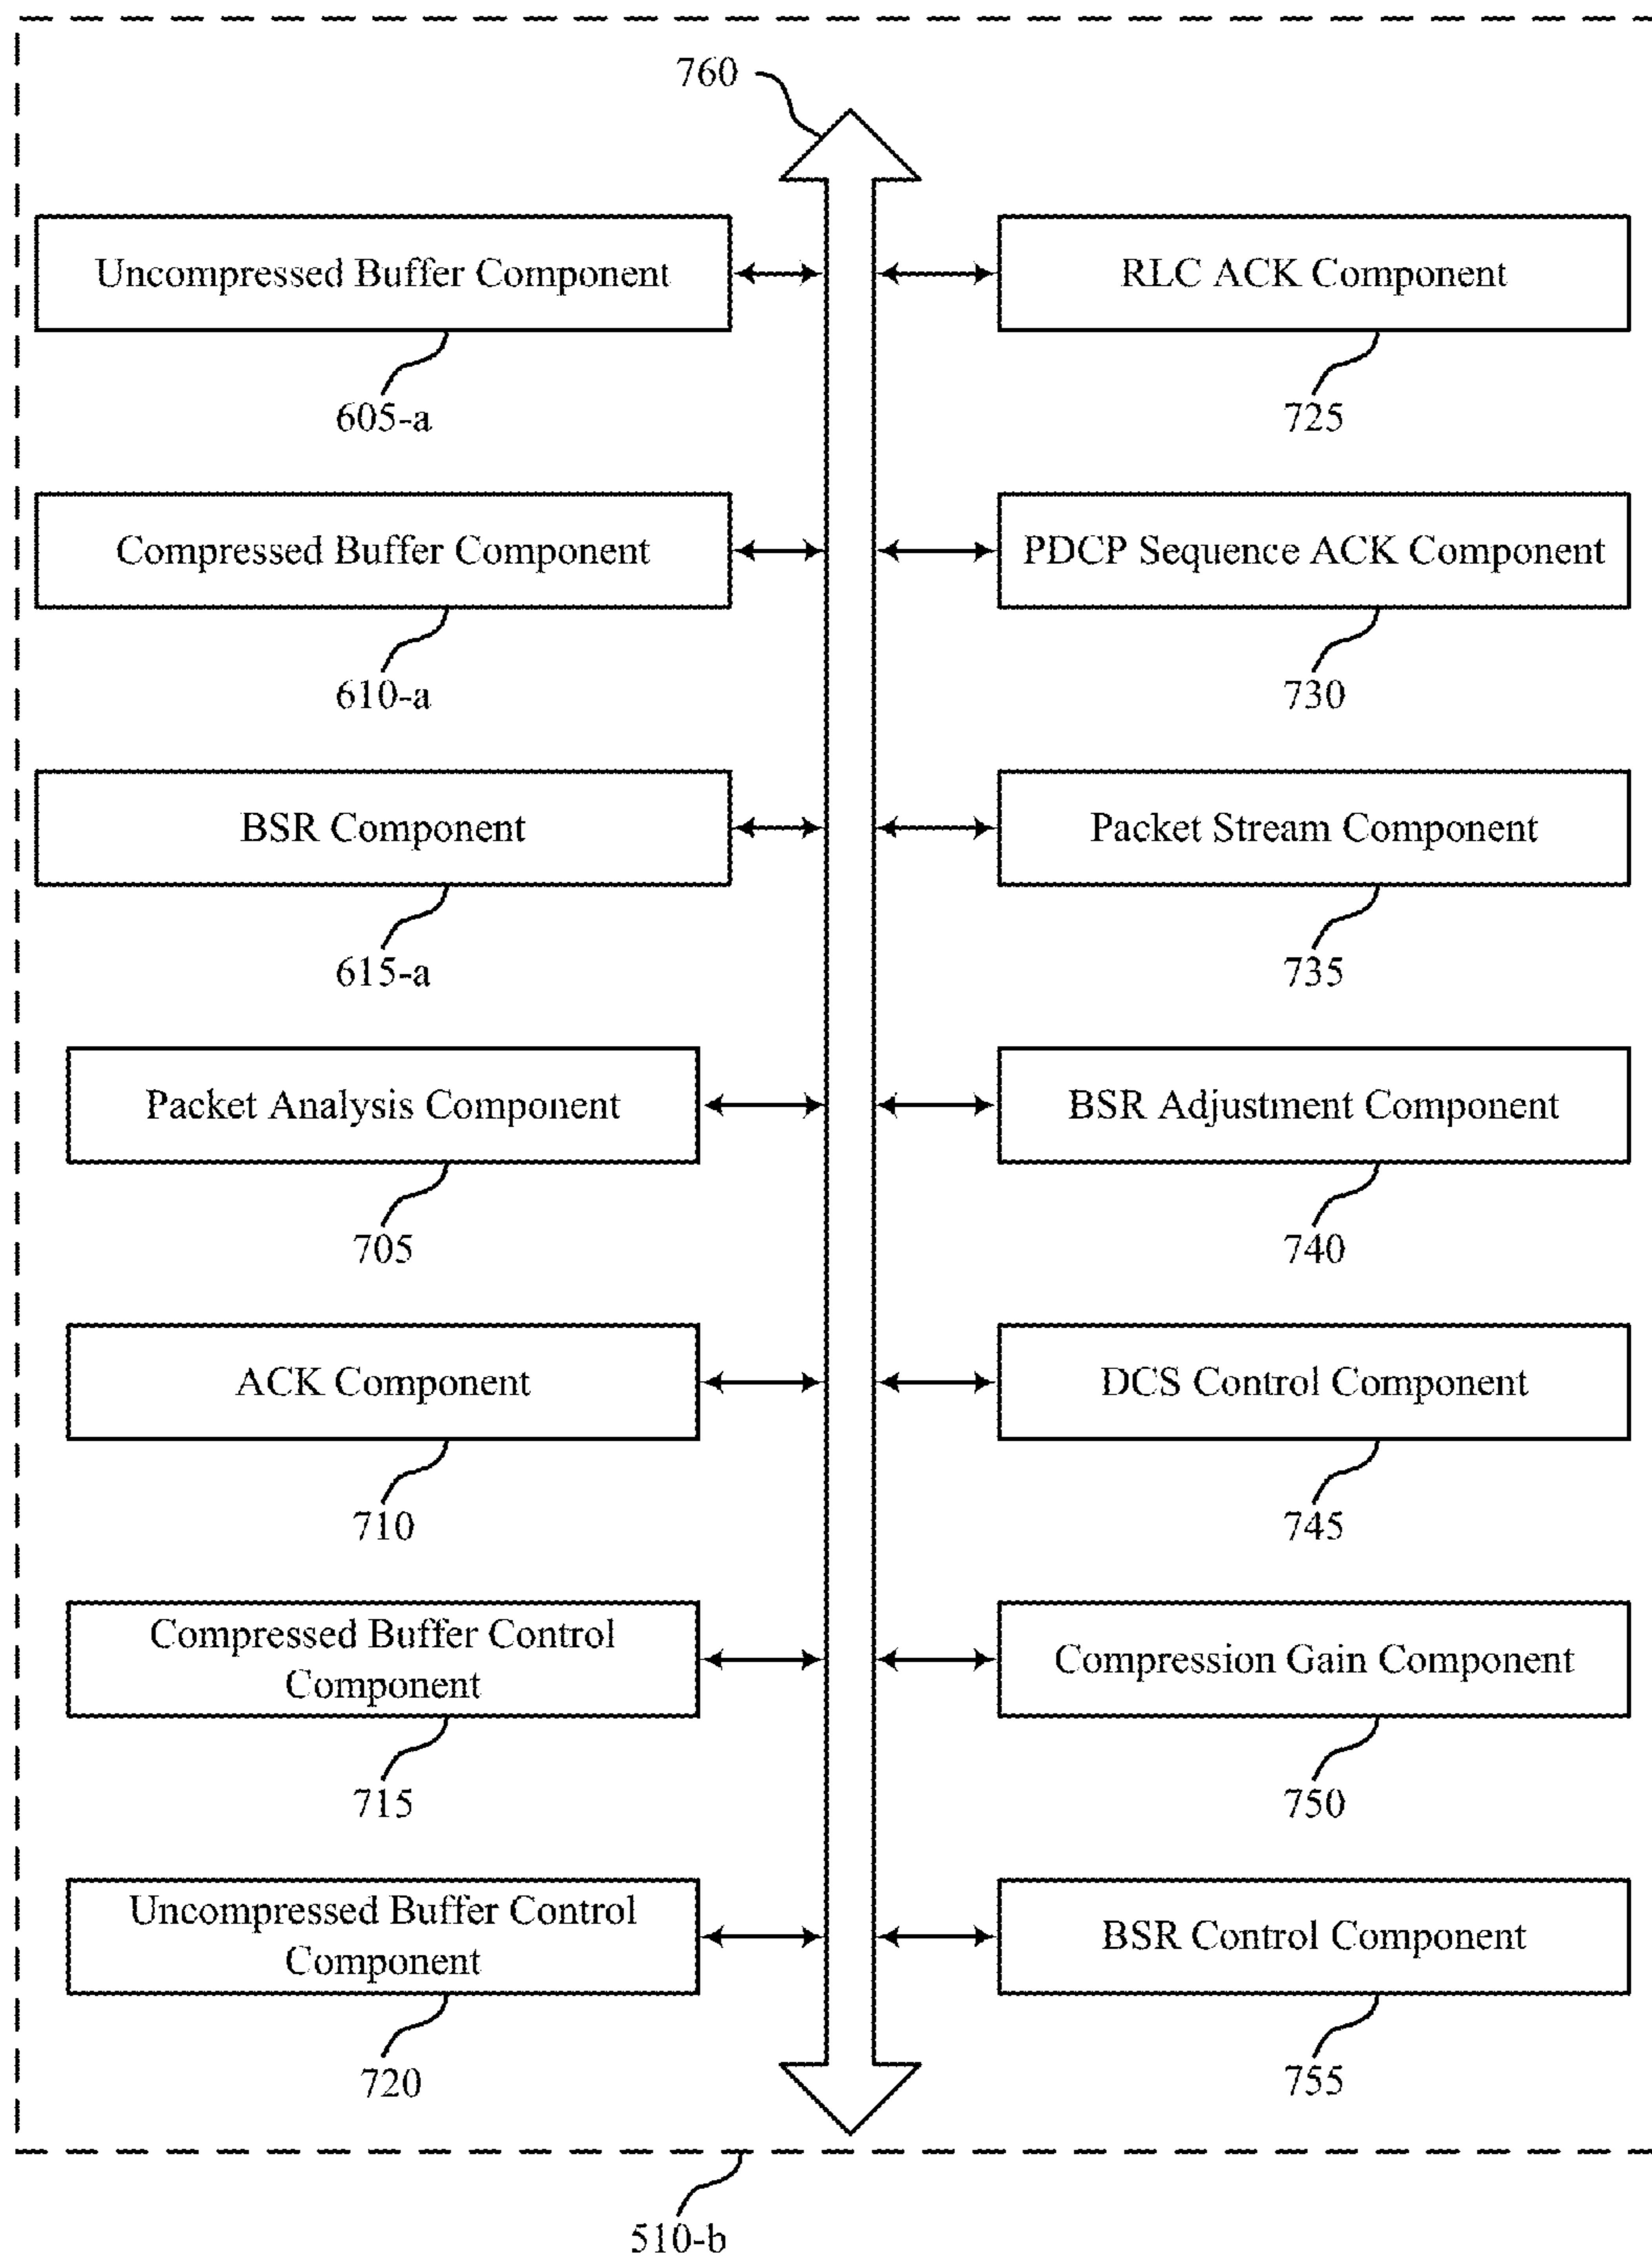 760
Uncompressed Buffer Component
RLC ACK Component
605-a
725
Compressed Buffer Component
PDCP Sequence ACK Component
610-a
730
BSR Component
Packet Stream Component
615-a
735
Packet Analysis Component
BSR Adjustment Component
705
740
ACK Component
DCS Control Component
710
745
Compressed Buffer Control
Component
Compression Gain Component
715
750
Uncompressed Buffer Control
Component
BSR Control Component
720
755
510-b